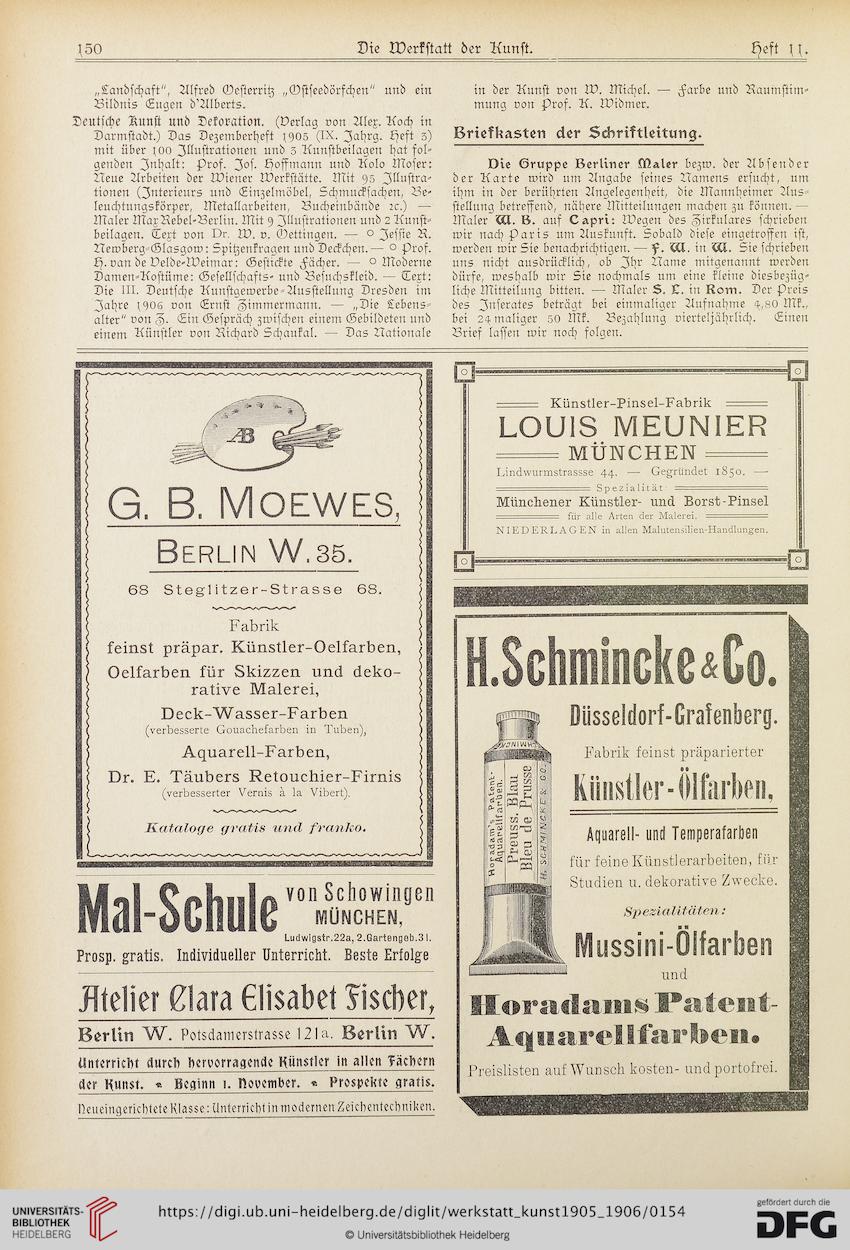 150
Die Werkstatt der Kunst.
Heft 11.
„Landschaft“, Alfred Oesterritz „Ostseedörfchen“ und ein
Bildnis Eugen d'Alberts.
Deutsche Kunst und Dekoration. (Verlag von Alex. Koch in
Darmstadt.) Das Dezemberheft 1905 (IX. Jahrg. Heft 3)
mit über 100 Illustrationen und 3 Kunstbeilagen hat fol-
genden Inhalt: Prof. Jos. Hoffmann und Kolo Moser:
Neue Arbeiten der Wiener Werkstätte. Mit 95 Illustra-
tionen (Interieurs und Einzelmöbel, Schmucksachen, Be-
leuchtungskörper, Metallarbeiten, Bucheinbände ꝛc.) —
Maler Max Rebel-Berlin. Mit 9 Illustrationen und 2 Kunst-
beilagen. Text von Dr. W. v. Oettingen. — ○ Jessie R.
Newberg-Glasgow: Spitzenkragen und Deckchen. — ○ Prof.
H. van de Velde-Weimar: Gestickte Fächer. — ○ Moderne
Damen-Kostüme: Gesellschafts- und Besuchskleid. — Text:
Die III. Deutsche Kunstgewerbe-Ausstellung Dresden im
Jahre 1906 von Ernst Zimmermann. — „Die Lebens-
alter“ von Z. Ein Gespräch zwischen einem Gebildeten und
einem Künstler von Richard Schaukal. — Das Nationale
in der Kunst von W. Michel. — Farbe und Raumstim-
mung von Prof. K. Widmer.
Briefkasten der Schriftleitung.
Die Gruppe Berliner Maler bezw. der Absender
der Karte wird um Angabe seines Namens ersucht, um
ihm in der berührten Angelegenheit, die Mannheimer Aus-
stellung betreffend, nähere Mitteilungen machen zu können. —
Maler W. B. auf Capri: Wegen des Zirkulares schrieben
wir nach Paris um Auskunft. Sobald diese eingetroffen ist,
werden wir Sie benachrichtigen. — F. W. in W. Sie schrieben
uns nicht ausdrücklich, ob Ihr Name mitgenannt werden
dürfe, weshalb wir Sie nochmals um eine kleine diesbezüg-
liche Mitteilung bitten. — Maler S. L. in Rom. Der Preis
des Inserates beträgt bei einmaliger Aufnahme 4,80 Mk.,
bei 24 maliger 50 Mk. Bezahlung vierteljährlich. Einen
Brief lassen wir noch folgen.
AB
G. B. MOEWES,
BERLIN W. 35.
68 Steglitzer-Strasse 68.
Fabrik
feinst präpar. Künstler-Oelfarben,
Oelfarben für Skizzen und deko-
rative Malerei,
Deck-Wasser-Farben
(verbesserte Gouachefarben in Tuben),
Aquarell-Farben,
Dr. E. Täubers Retouchier-Firnis
(verbesserter Vernis à la Vibert).
Kataloge gratis und franko.
Mal-Schule
von Schowingen
MÜNCHEN,
Ludwigstr. 22a, 2. Gartengeb. 3 l.
Prosp. gratis. Individueller Unterricht. Beste Erfolge
Atelier Clara Elisabet Fischer,
Berlin W. Potsdamerstrasse 121a. Berlin W.
Unterricht durch hervorragende Künstler in allen Fächern
der Kunst. Beginn 1. November. Prospekte gratis.
Neueingerichtete Klasse: Unterricht in modernen Zeichentechniken.
Künstler-Pinsel-Fabrik
LOUIS MEUNIER
MÜNCHEN
Lindwurmstrassse 44. — Gegründet 1850. —
Spezialität
Münchener Künstler- und Borst-Pinsel
für alle Arten der Malerei.
NIEDERLAGEN in allen Malutensilien-Handlungen.
H. Schmincke & Co.
Düsseldorf-Grafenberg.
Fabrik feinst präparierter
Künstler-Ölfarben,
Aquarell- und Temperafarben
für feine Künstlerarbeiten, für
Studien u. dekorative Zwecke.
Spezialitäten:
Mussini-Ölfarben
und
Horadams Patent-
Aquarellfarben.
Preislisten auf Wunsch kosten- und portofrei.
Horadam's Patent-
Aquarellfarben.
Preuss. Blau
Bleu de Prusse
H. SCHMINCKE & CO.
UNIVERSITÄTS-
BIBLIOTHEK
HEIDELBERG
https://digi.ub.uni-heidelberg.de/diglit/werkstatt_kunst1905_1906/0154
© Universitätsbibliothek Heidelberg
gefördert durch die
DFG